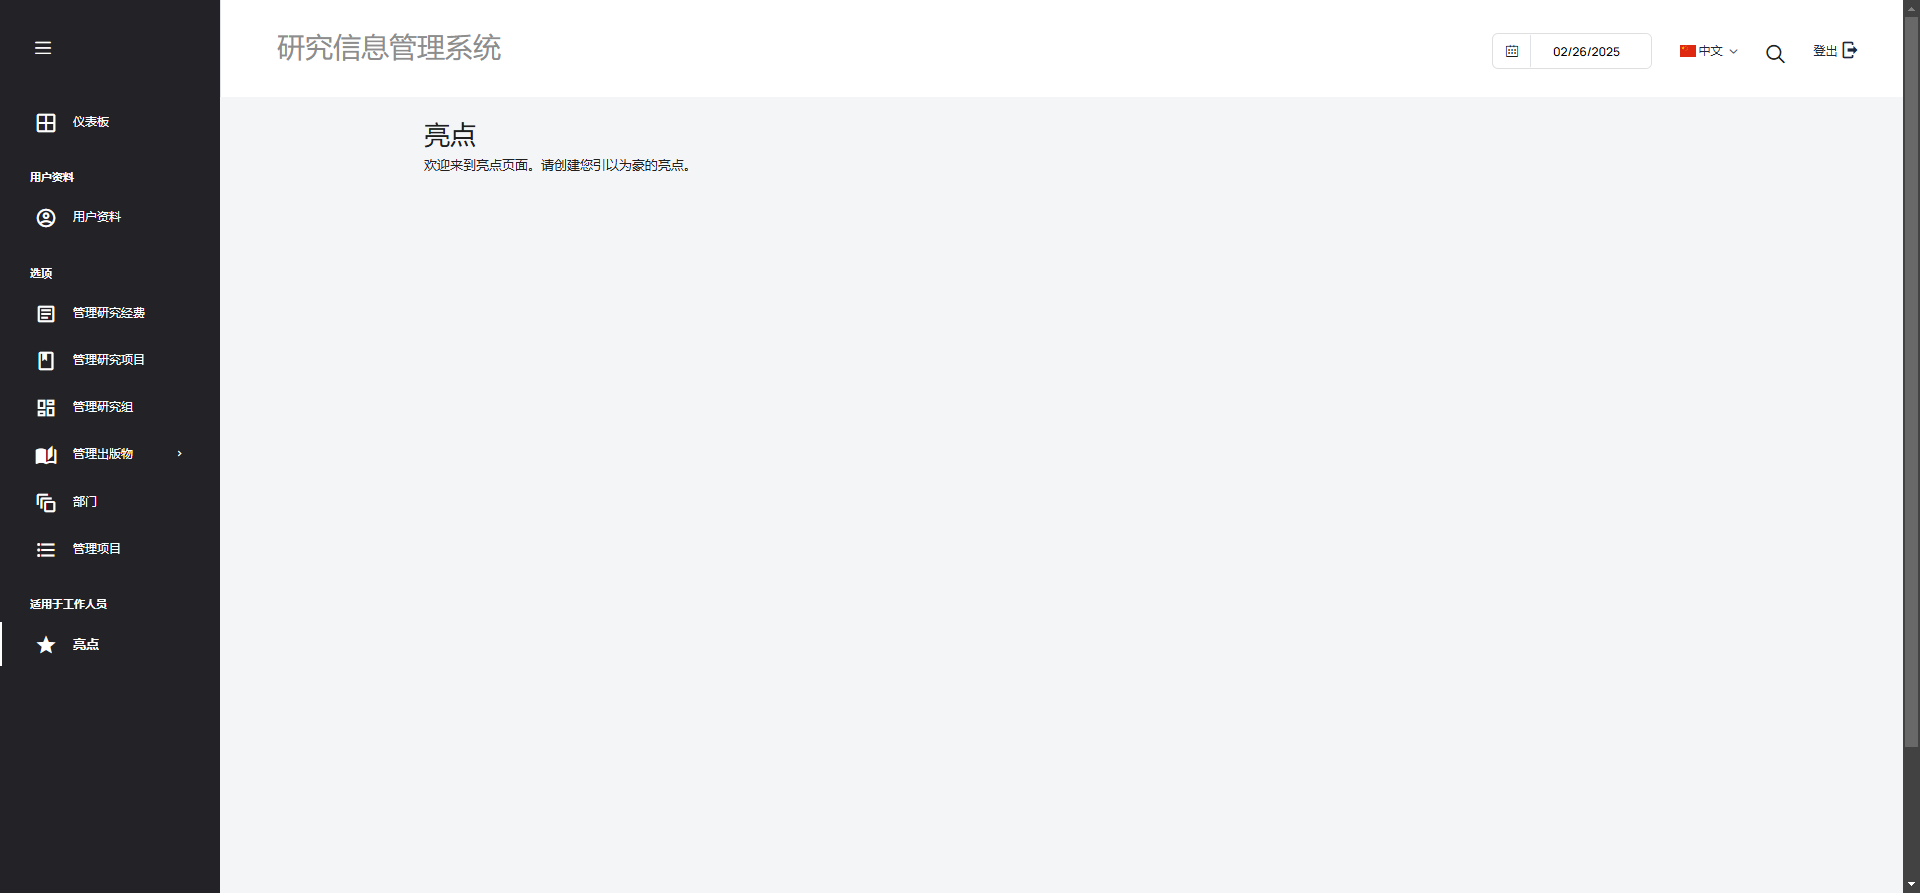 研究信息管理系统
02/26/2025
中文
登出
仪表板
用户资料
用户资料
选项
管理研究经费
管理研究项目
管理研究组
管理出版物
部门
管理项目
适用于工作人员
亮点
亮点
欢迎来到亮点页面。请创建您引以为豪的亮点。